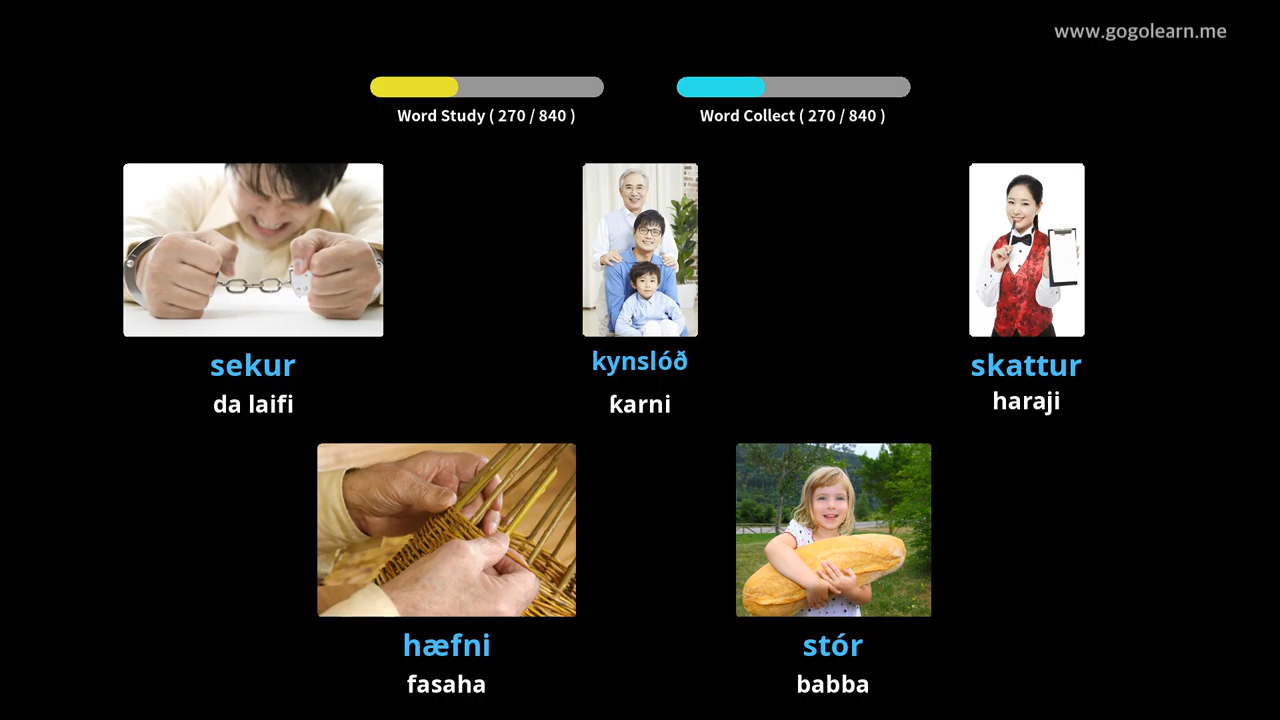 www.gogolearn.me
Word Study ( 270 / 840 )
Word Collect ( 270 / 840 )
sekur
da laifi
kynslóð
ƙarni
skattur
haraji
hæfni
fasaha
stór
babba